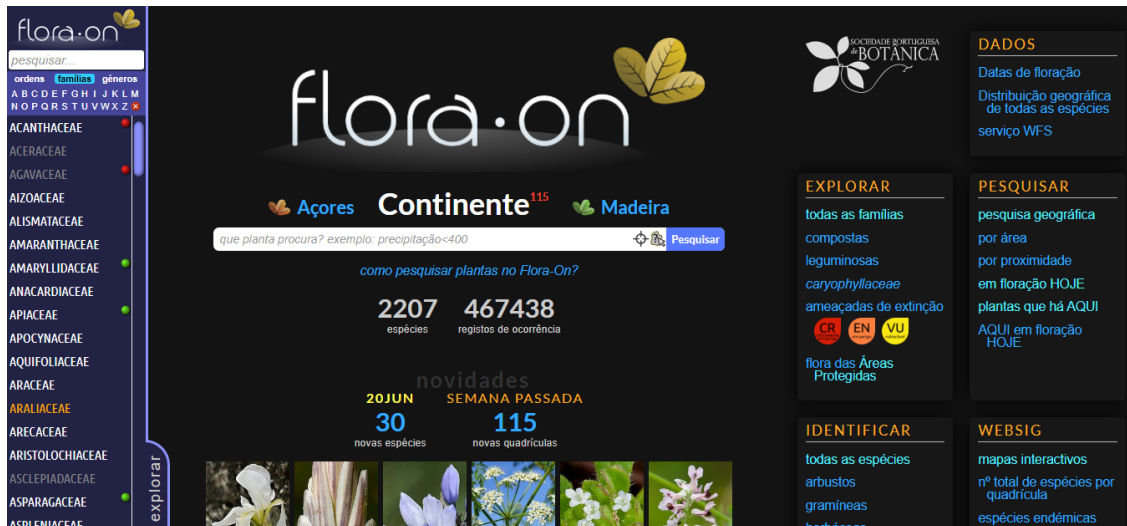 flora·on
pesquisar...
ordens famílias géneros
A B C D E F G H I J K L M
N O P Q R S T U V W X Z
ACANTHACEAE
ACERACEAE
AGAVACEAE
AIZOACEAE
ALISMATACEAE
AMARANTHACEAE
AMARYLLIDACEAE
ANACARDIACEAE
APIACEAE
APOCYNACEAE
AQUIFOLIACEAE
ARACEAE
ARALIACEAE
ARECACEAE
ARISTOLOCHIACEAE
ASCLEPIADACEAE
ASPARAGACEAE
ASPLENIACEAE
explorar
flora·on
Açores Continente115 Madeira
que planta procura? exemplo: precipitação<400
Pesquisar
como pesquisar plantas no Flora-On?
2207 467438
espécies registos de ocorrência
novidades
20JUN SEMANA PASSADA
30 115
novas espécies novas quadrículas
SOCIEDADE PORTUGUESA
de BOTÂNICA
DADOS
Datas de floração
Distribuição geográfica
de todas as espécies
serviço WFS
EXPLORAR
todas as famílias
compostas
leguminosas
caryophyllaceae
ameaçadas de extinção
CR EN VU
flora das Áreas
Protegidas
PESQUISAR
pesquisa geográfica
por área
por proximidade
em floração HOJE
plantas que há AQUI
AQUI em floração
HOJE
IDENTIFICAR
todas as espécies
arbustos
gramíneas
WEBSIG
mapas interactivos
nº total de espécies por
quadrícula
espécies endémicas